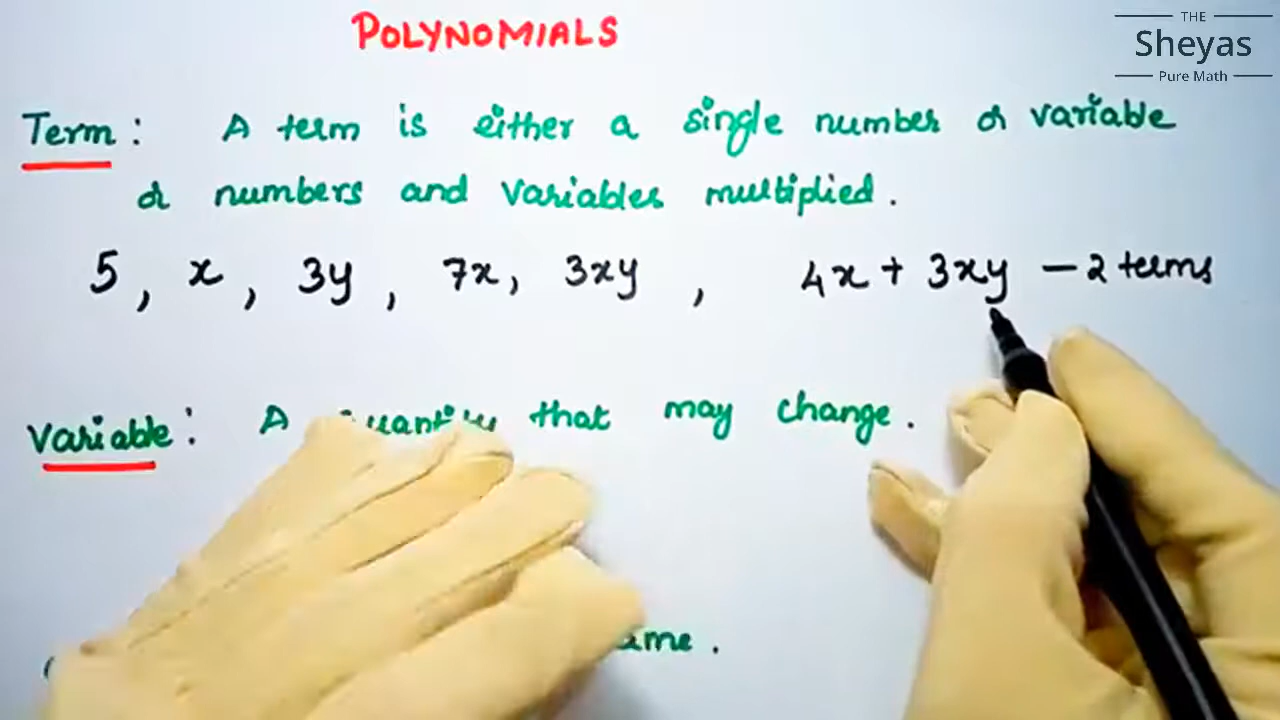 POLYNOMIALS
THE
Sheyas
Pure Math
Term : A term is either a single number or variable
or numbers and variables multiplied .
5 , x , 3y , 7x , 3xy , 4x + 3xy - 2 terms
Variable : A that may change .